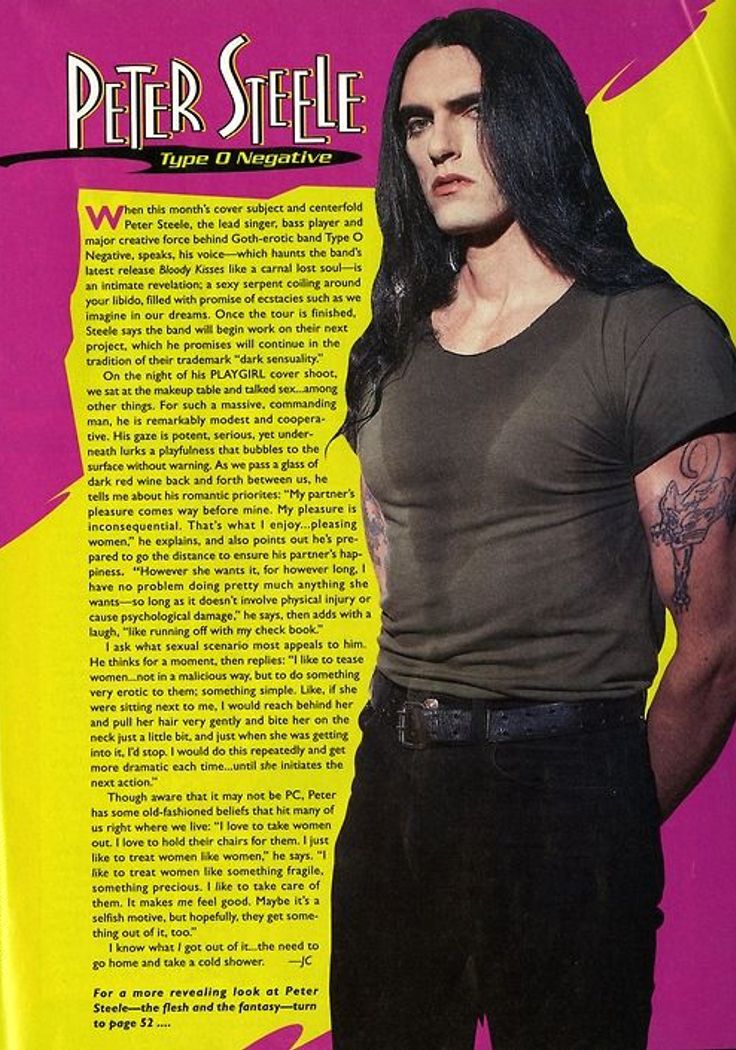 PETER STEELE
Type O Negative
When this month's cover subject and centerfold
Peter Steele, the lead singer, bass player and
major creative force behind Goth-erotic band Type O
Negative, speaks, his voice—which haunts the band's
latest release Bloody Kisses like a carnal lost soul—is
an intimate revelation; a sexy serpent coiling around
your libido, filled with promise of ecstacies such as we
imagine in our dreams. Once the tour is finished,
Steele says the band will begin work on their next
project, which he promises will continue in the
tradition of their trademark "dark sensuality."
On the night of his PLAYGIRL cover shoot,
we sat at the makeup table and talked sex...among
other things. For such a massive, commanding
man, he is remarkably modest and coopera-
tive. His gaze is potent, serious, yet under-
neath lurks a playfulness that bubbles to the
surface without warning. As we pass a glass of
dark red wine back and forth between us, he
tells me about his romantic priorites: "My partner's
pleasure comes way before mine. My pleasure is
inconsequential. That's what I enjoy...pleasing
women," he explains, and also points out he's pre-
pared to go the distance to ensure his partner's hap-
piness. "However she wants it, for however long, I
have no problem doing pretty much anything she
wants—so long as it doesn't involve physical injury or
cause psychological damage," he says, then adds with a
laugh, "like running off with my check book."
I ask what sexual scenario most appeals to him.
He thinks for a moment, then replies: "I like to tease
women...not in a malicious way, but to do something
very erotic to them; something simple. Like, if she
were sitting next to me, I would reach behind her
and pull her hair very gently and bite her on the
neck just a little bit, and just when she was getting
into it, I'd stop. I would do this repeatedly and get
more dramatic each time...until she initiates the
next action."
Though aware that it may not be PC, Peter
has some old-fashioned beliefs that hit many of
us right where we live: "I love to take women
out. I love to hold their chairs for them. I just
like to treat women like women," he says. "I
like to treat women like something fragile,
something precious. I like to take care of
them. It makes me feel good. Maybe it's a
selfish motive, but hopefully, they get some-
thing out of it, too."
I know what I got out of it...the need to
go home and take a cold shower. —JC
For a more revealing look at Peter
Steele—the flesh and the fantasy—turn
to page 52 ....